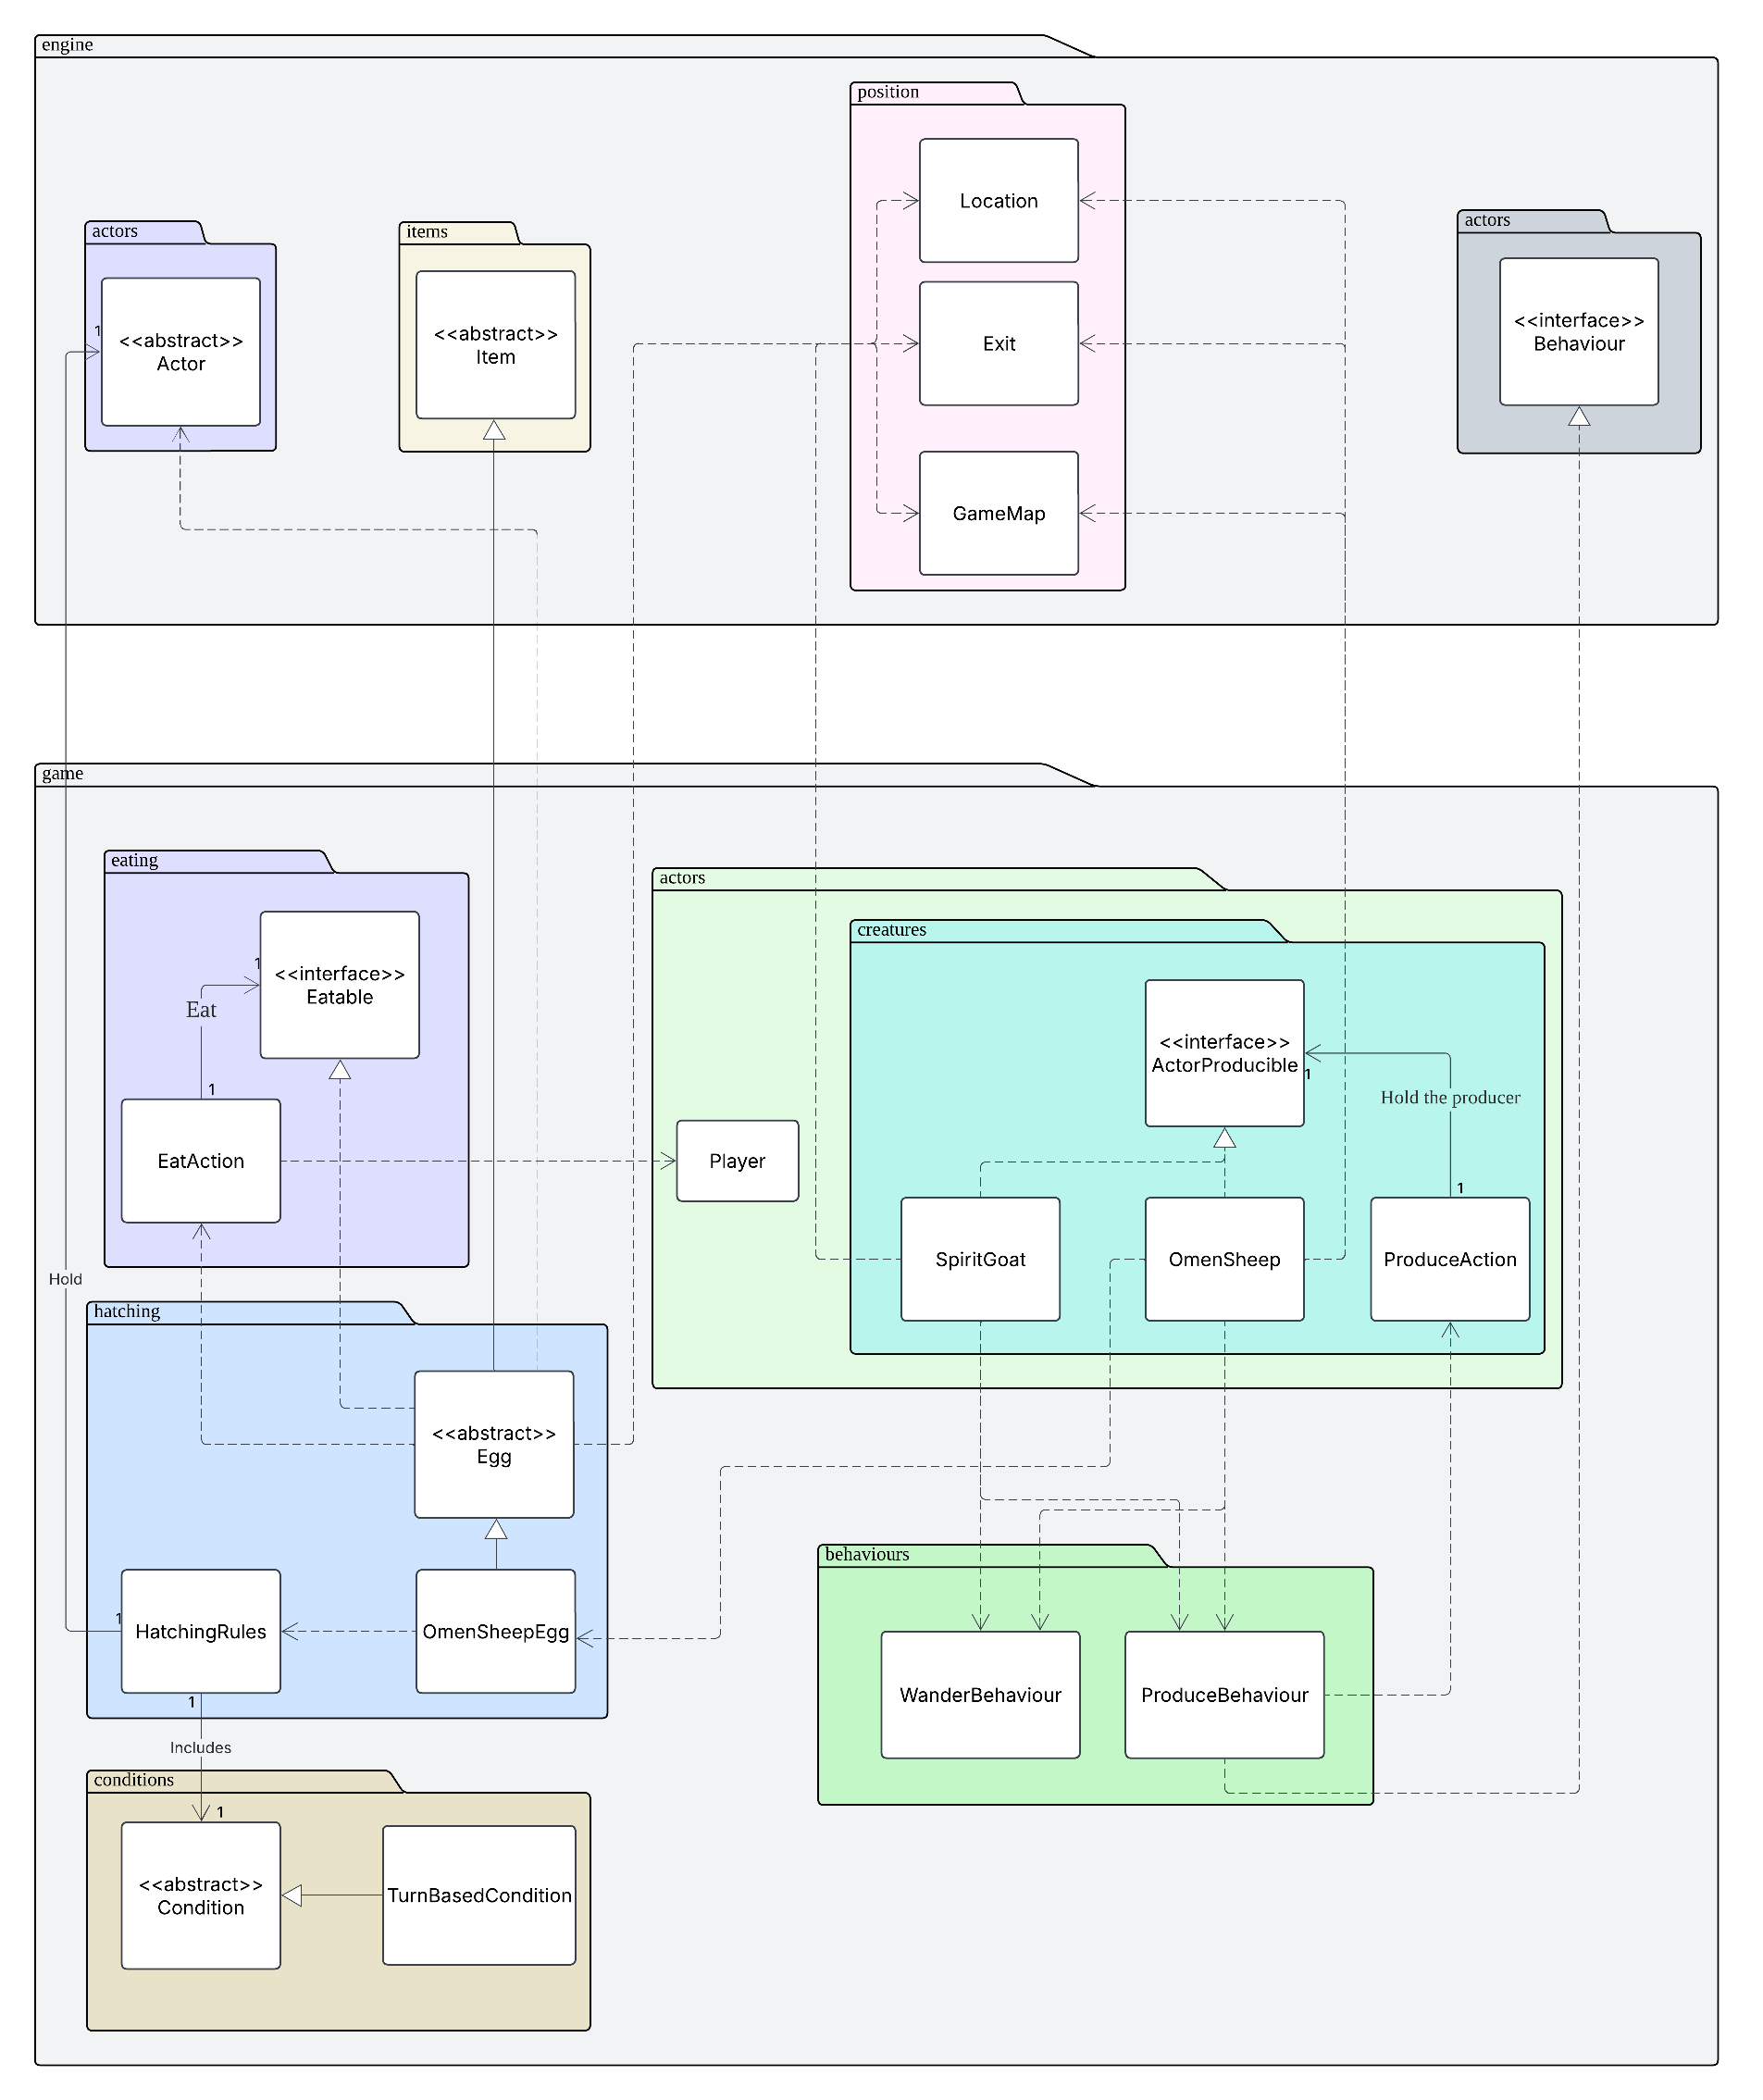 engine
position
Location
actors
items
actors
<<abstract>>
Actor
1
<<abstract>>
Item
Exit
<<interface>>
Behaviour
GameMap
game
eating
actors
creatures
<<interface>>
Eatable
1
Eat
1
EatAction
Player
<<interface>>
ActorProducible
1
Hold the producer
1
SpiritGoat
OmenSheep
ProduceAction
Hold
hatching
<<abstract>>
Egg
1
HatchingRules
OmenSheepEgg
1
Includes
behaviours
WanderBehaviour
ProduceBehaviour
conditions
1
<<abstract>>
Condition
TurnBasedCondition